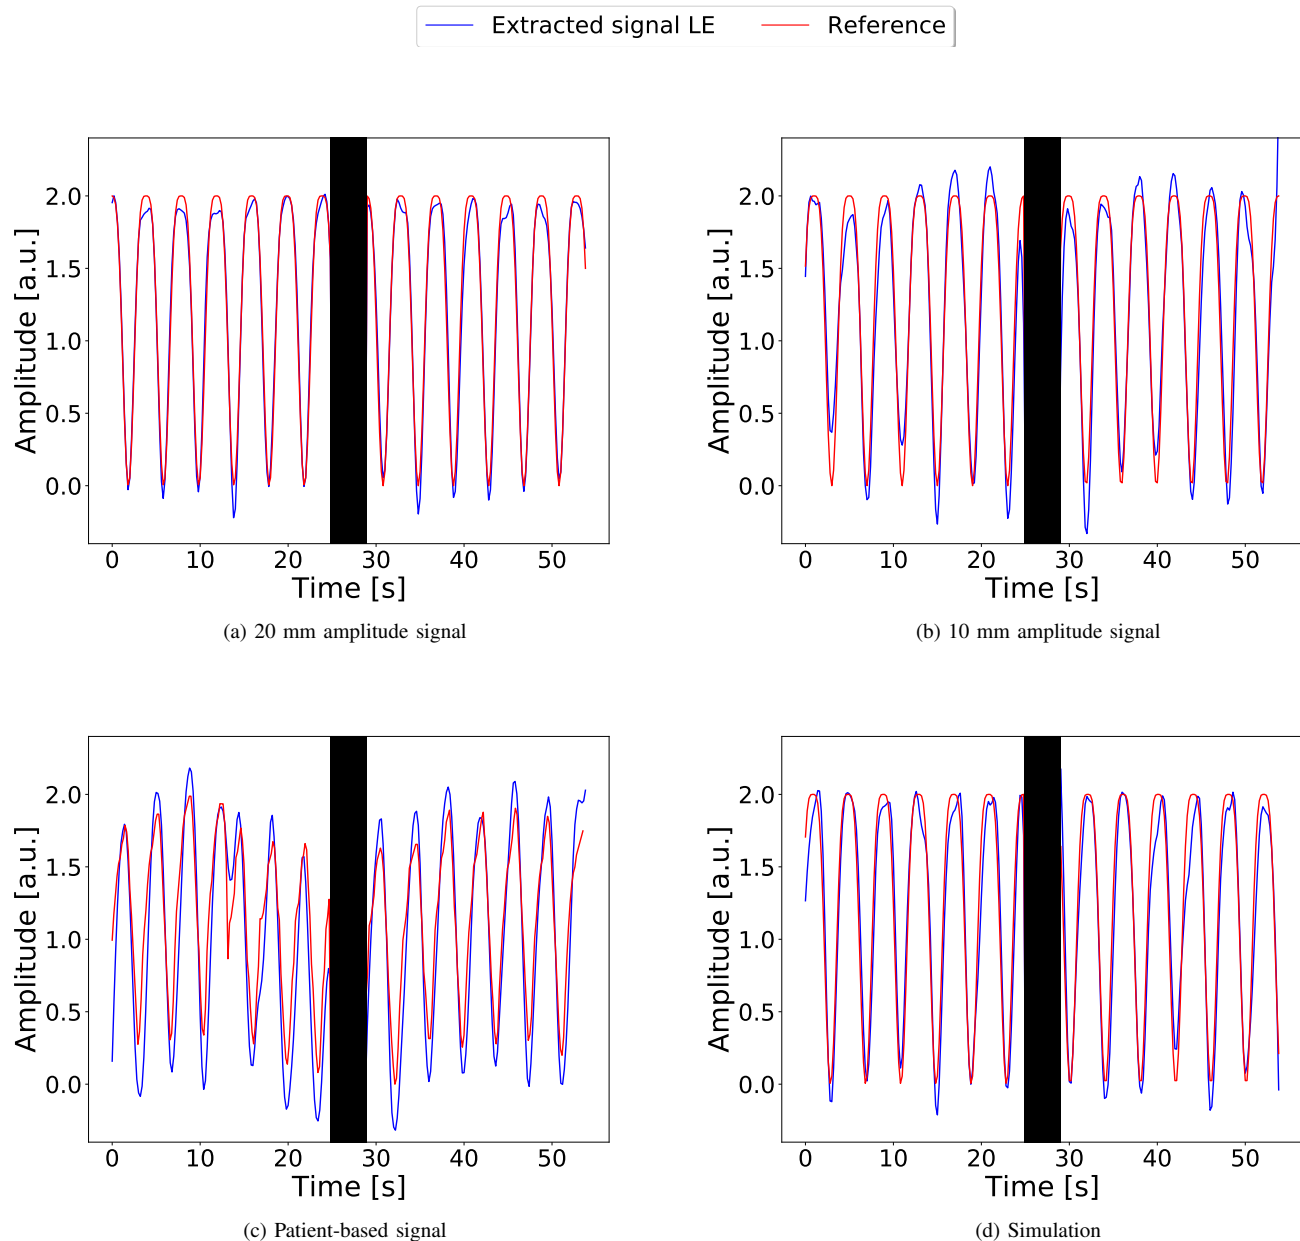 Extracted signal LE Reference
2.0
1.5
1.0
0.5
0.0
Amplitude [a.u.]
0 10 20 30 40 50
Time [s]
(a) 20 mm amplitude signal
2.0
1.5
1.0
0.5
0.0
Amplitude [a.u.]
0 10 20 30 40 50
Time [s]
(b) 10 mm amplitude signal
2.0
1.5
1.0
0.5
0.0
Amplitude [a.u.]
0 10 20 30 40 50
Time [s]
(c) Patient-based signal
2.0
1.5
1.0
0.5
0.0
Amplitude [a.u.]
0 10 20 30 40 50
Time [s]
(d) Simulation